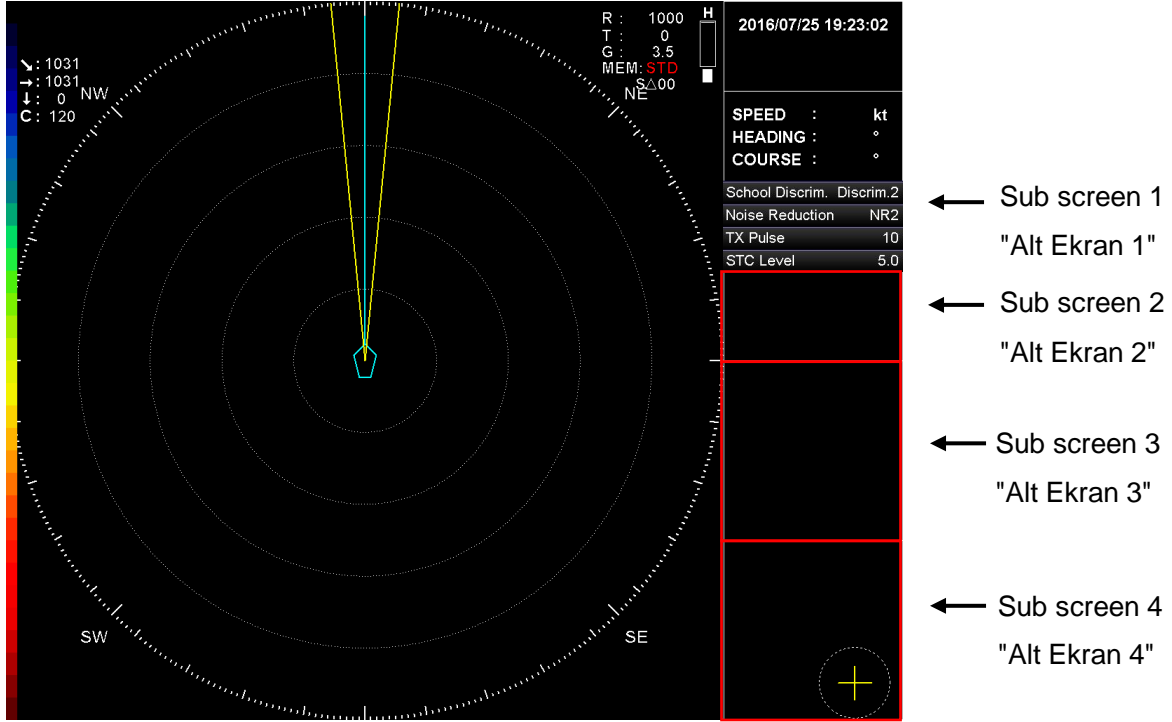 R : 1000
T : 0
G : 3.5
MEM: STD
S△00
H
2016/07/25 19:23:02
↘: 1031
→: 1031
↓: 0
C: 120
NW
NE
SPEED : kt
HEADING : °
COURSE : °
School Discrim. Discrim.2
Noise Reduction NR2
TX Pulse 10
STC Level 5.0
Sub screen 1
"Alt Ekran 1"
Sub screen 2
"Alt Ekran 2"
Sub screen 3
"Alt Ekran 3"
Sub screen 4
"Alt Ekran 4"
SW
SE